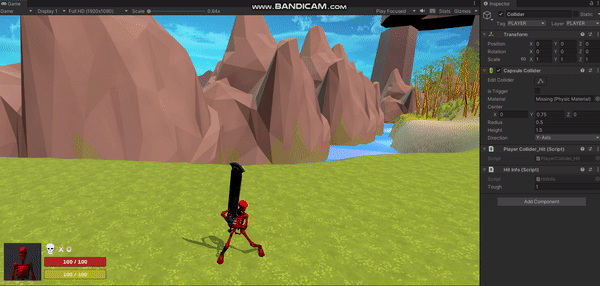 WWW.BANDICAM.COM
Game
Game
Display 1
Full HD (1920x1080)
Scale
0.64x
Play Focused
Stats
Gizmos
100 / 100
100 / 100
Inspector
Collider
Static
Tag PLAYER Layer PLAYER
Transform
Position X 0 Y 0 Z 0
Rotation X 0 Y 0 Z 0
Scale X 1 Y 1 Z 1
Capsule Collider
Edit Collider
Is Trigger
Material Missing (Physic Material)
Center
X 0 Y 0.75 Z 0
Radius 0.5
Height 1.5
Direction Y-Axis
Player Collider_Hit (Script)
Script PlayerCollider_Hit
Hit Info (Script)
Script HitInfo
Tough 1
Add Component